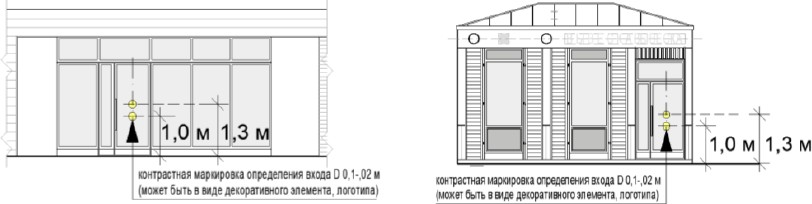 1,0 м
1,3 м
контрастная маркировка определения входа D 0,1-,02 м
(может быть в виде декоративного элемента, логотипа)
1,0 м
1,3 м
контрастная маркировка определения входа D 0,1-,02 м
(может быть в виде декоративного элемента, логотипа)